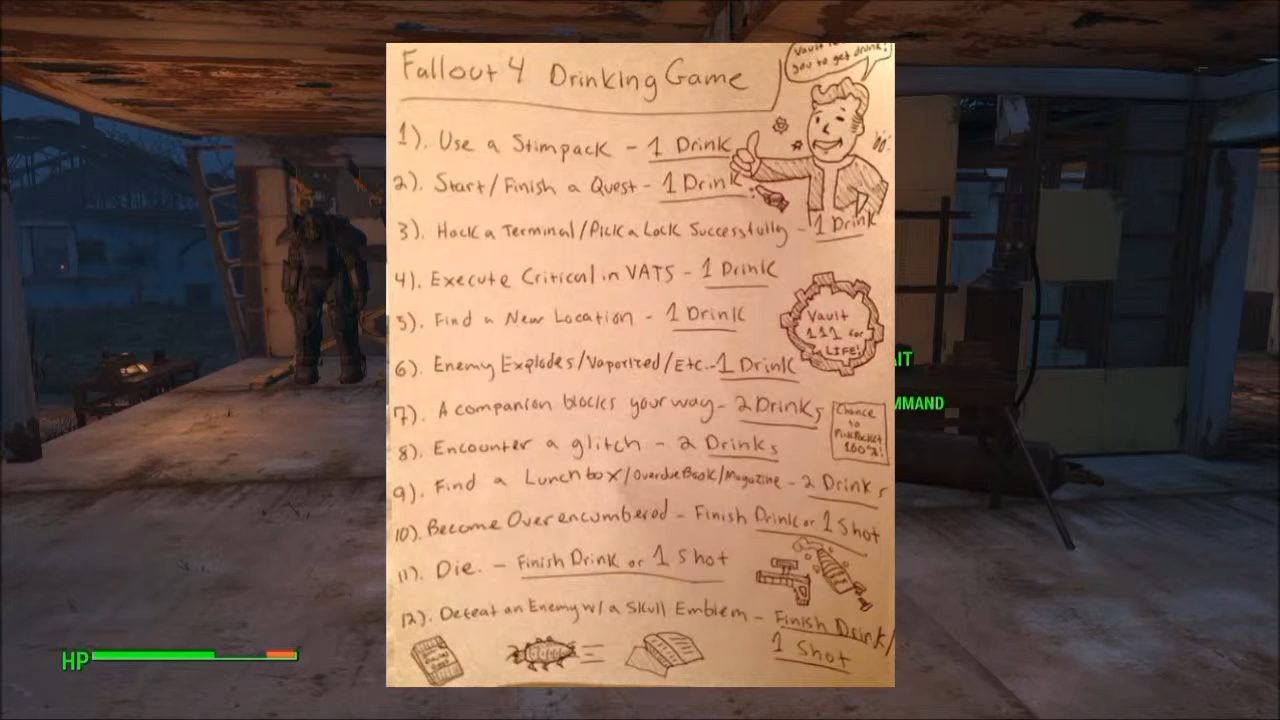 Fallout 4 Drinking Game
you to get drunk!
1). Use a Stimpack - 1 Drink
2). Start/Finish a Quest - 1 Drink
3). Hack a Terminal/Pick a Lock Successfully - 1 Drink
4). Execute Critical in VATS - 1 Drink
5). Find a New Location - 1 Drink
Vault
111 for
LIFE!
6). Enemy Explodes/Vaporized/Etc.. - 1 Drink
7). A companion blocks your way - 2 Drinks
Chance
to
PickPocket
100%!
8). Encounter a glitch - 2 Drinks
9). Find a Lunchbox/OverdueBook/Magazine - 2 Drinks
10). Become Overencumbered - Finish Drink or 1 Shot
11). Die. - Finish Drink or 1 Shot
12). Defeat an Enemy w/a Skull Emblem - Finish Drink/
1 Shot
AIT
MMAND
HP